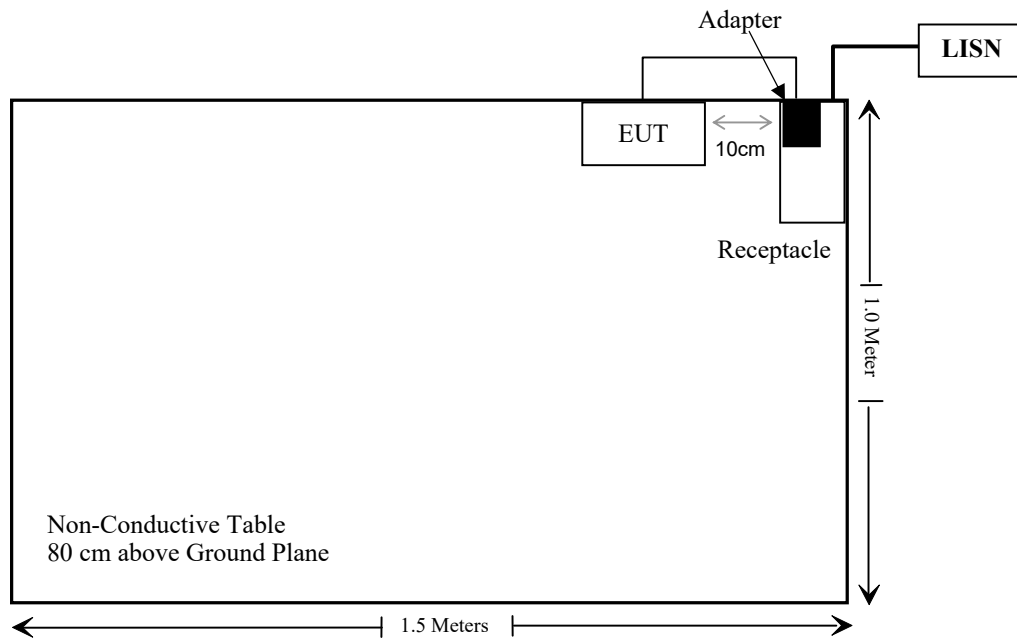 Adapter
LISN
EUT
10cm
Receptacle
1.0 Meter
Non-Conductive Table
80 cm above Ground Plane
1.5 Meters